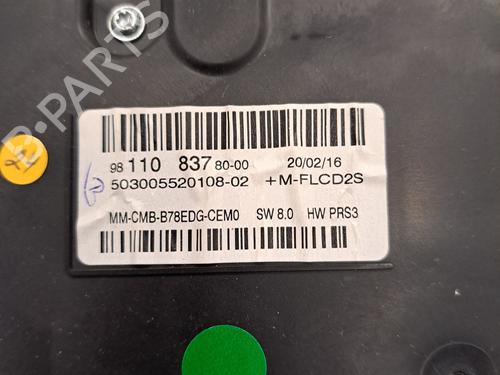 B-PARTS
98 110 837 80-00 20/02/16
503005520108-02 +M-FLCD2S
MM-CMB-B78EDG-CEM0 SW 8.0 HW PRS3